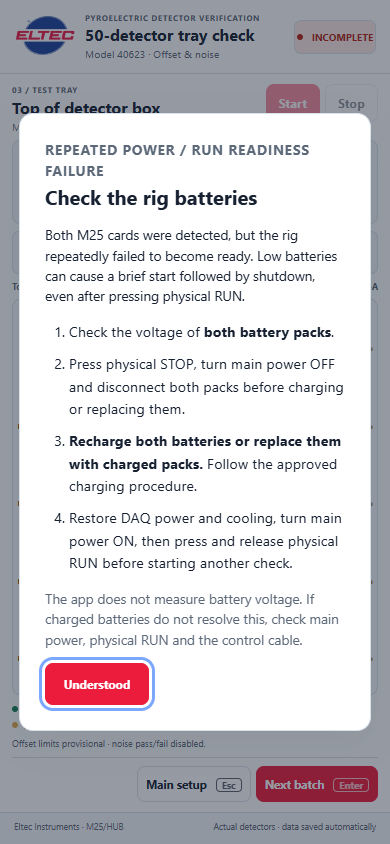 ELTEC
PYROELECTRIC DETECTOR VERIFICATION
50-detector tray check
Model 40623 · Offset & noise
INCOMPLETE
03 / TEST TRAY
Top of detector box
Start
Stop
REPEATED POWER / RUN READINESS
FAILURE
Check the rig batteries
Both M25 cards were detected, but the rig
repeatedly failed to become ready. Low batteries
can cause a brief start followed by shutdown,
even after pressing physical RUN.
1. Check the voltage of both battery packs.
2. Press physical STOP, turn main power OFF
and disconnect both packs before charging
or replacing them.
3. Recharge both batteries or replace them
with charged packs. Follow the approved
charging procedure.
4. Restore DAQ power and cooling, turn main
power ON, then press and release physical
RUN before starting another check.
The app does not measure battery voltage. If
charged batteries do not resolve this, check main
power, physical RUN and the control cable.
Understood
Offset limits provisional · noise pass/fail disabled.
Main setup Esc
Next batch Enter
Eltec Instruments · M25/HUB
Actual detectors · data saved automatically